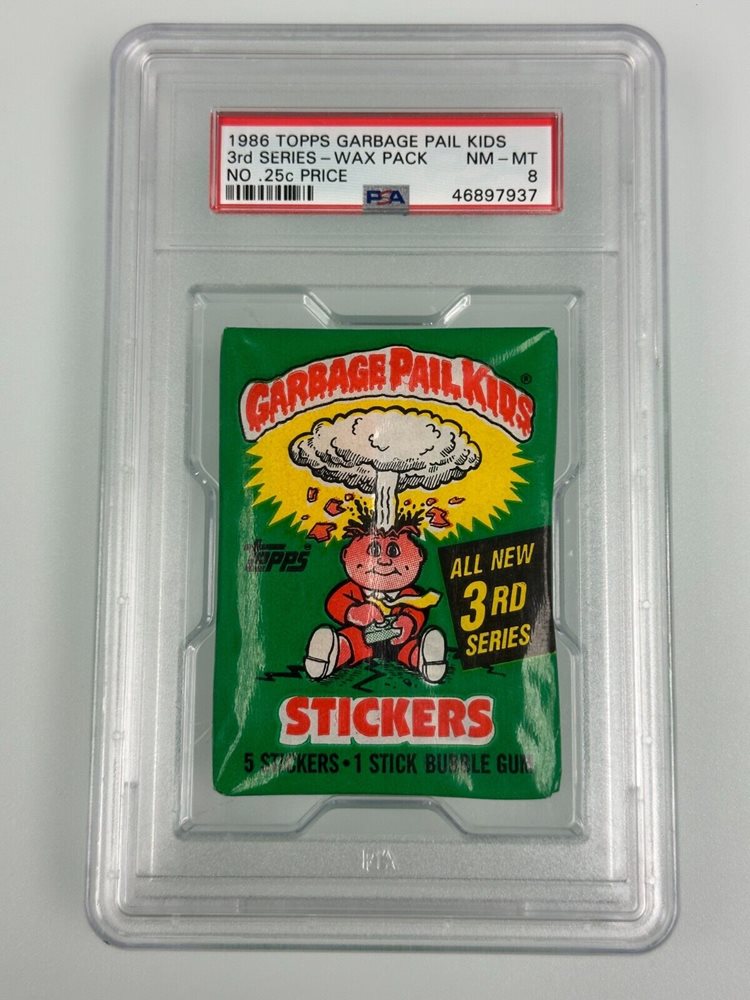 1986 TOPPS GARBAGE PAIL KIDS
3rd SERIES - WAX PACK NM - MT
NO .25c PRICE 8
PSA 46897937
GARBAGE PAIL KIDS®
TOPPS®
ALL NEW
3RD
SERIES
STICKERS
5 STICKERS • 1 STICK BUBBLE GUM
PSA